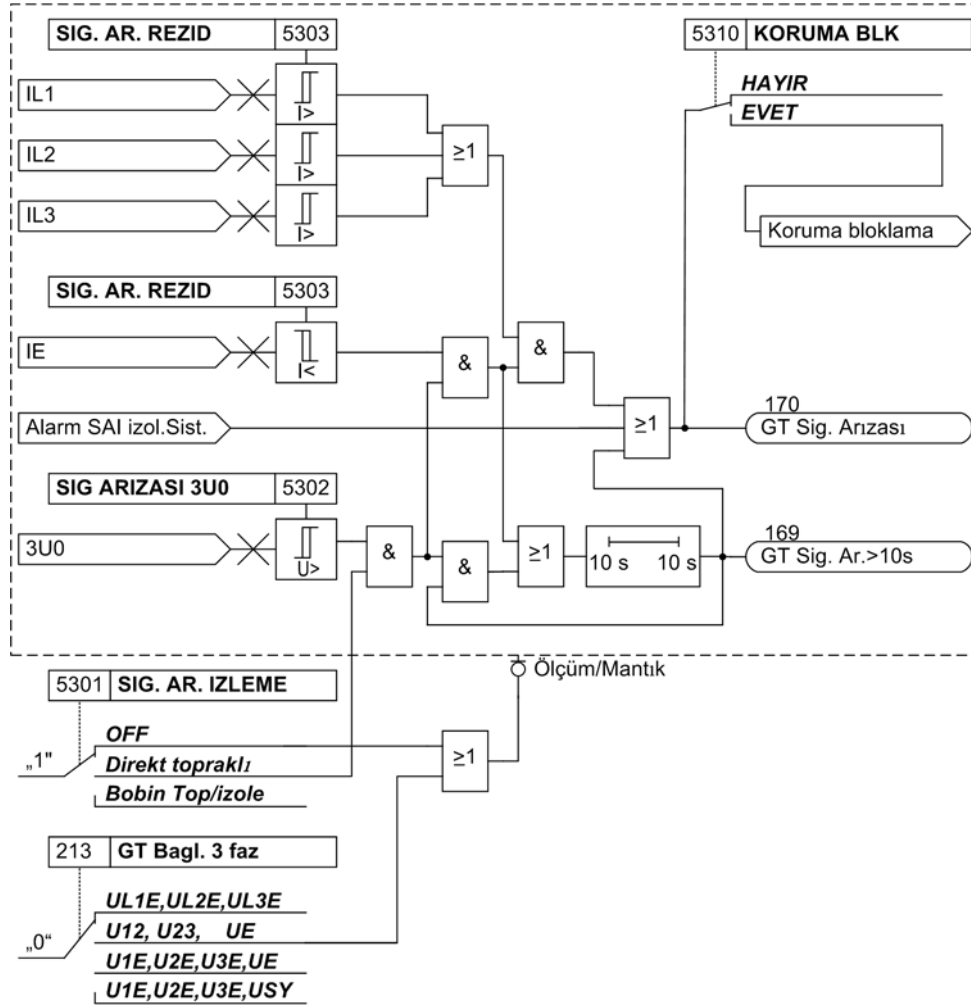 SIG. AR. REZID 5303
5310 KORUMA BLK
IL1
I>
HAYIR
EVET
IL2
I>
≥1
IL3
I>
Koruma bloklama
SIG. AR. REZID 5303
IE
I<
&
&
Alarm SAI izol.Sist.
≥1
170
GT Sig. Arızası
SIG ARIZASI 3U0 5302
3U0
U>
&
&
≥1
10 s 10 s
169
GT Sig. Ar.>10s
Ölçüm/Mantık
5301 SIG. AR. IZLEME
„1"
OFF
Direkt topraklı
Bobin Top/izole
≥1
213 GT Bagl. 3 faz
„0“
UL1E,UL2E,UL3E
U12, U23, UE
U1E,U2E,U3E,UE
U1E,U2E,U3E,USY